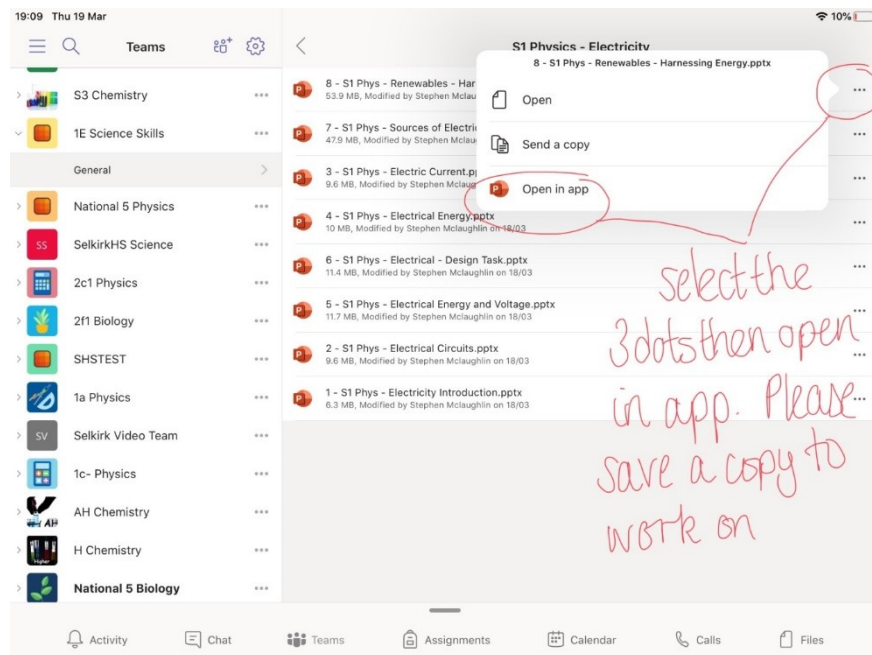 19:09 Thu 19 Mar
10%
Teams
S3 Chemistry
1E Science Skills
General
National 5 Physics
SS
SelkirkHS Science
2c1 Physics
2f1 Biology
SHSTEST
1a Physics
SV
Selkirk Video Team
1c- Physics
AH
AH Chemistry
Higher
H Chemistry
National 5 Biology
S1 Physics - Electricity
8 - S1 Phys - Renewables - Harnessing Energy.pptx
Open
Send a copy
Open in app
8 - S1 Phys - Renewables - Har
53.9 MB, Modified by Stephen Mclau
7 - S1 Phys - Sources of Electri
47.9 MB, Modified by Stephen Mclau
3 - S1 Phys - Electric Current.pp
9.6 MB, Modified by Stephen Mclaug
4 - S1 Phys - Electrical Energy.pptx
10 MB, Modified by Stephen Mclaughlin on 18/03
6 - S1 Phys - Electrical - Design Task.pptx
11.4 MB, Modified by Stephen Mclaughlin on 18/03
5 - S1 Phys - Electrical Energy and Voltage.pptx
11.7 MB, Modified by Stephen Mclaughlin on 18/03
2 - S1 Phys - Electrical Circuits.pptx
9.6 MB, Modified by Stephen Mclaughlin on 18/03
1 - S1 Phys - Electricity Introduction.pptx
6.3 MB, Modified by Stephen Mclaughlin on 18/03
select the
3 dots then open
in app. Please
save a copy to
work on
Activity
Chat
Teams
Assignments
Calendar
Calls
Files